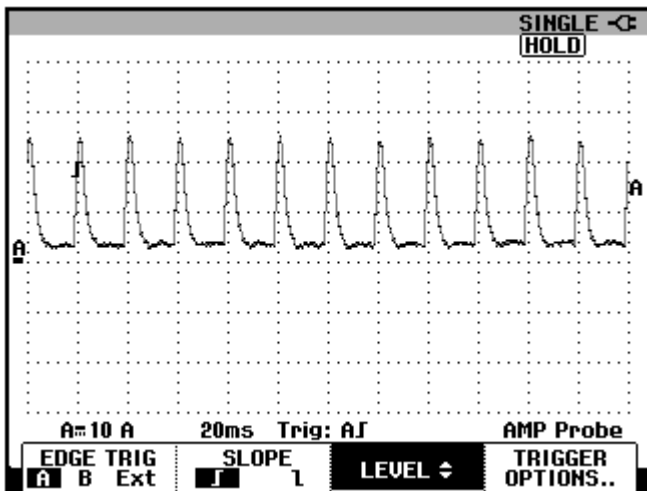 SINGLE
HOLD
A
A
A=10 A 20ms Trig: A AMP Probe
EDGE TRIG SLOPE LEVEL TRIGGER
A B Ext OPTIONS..